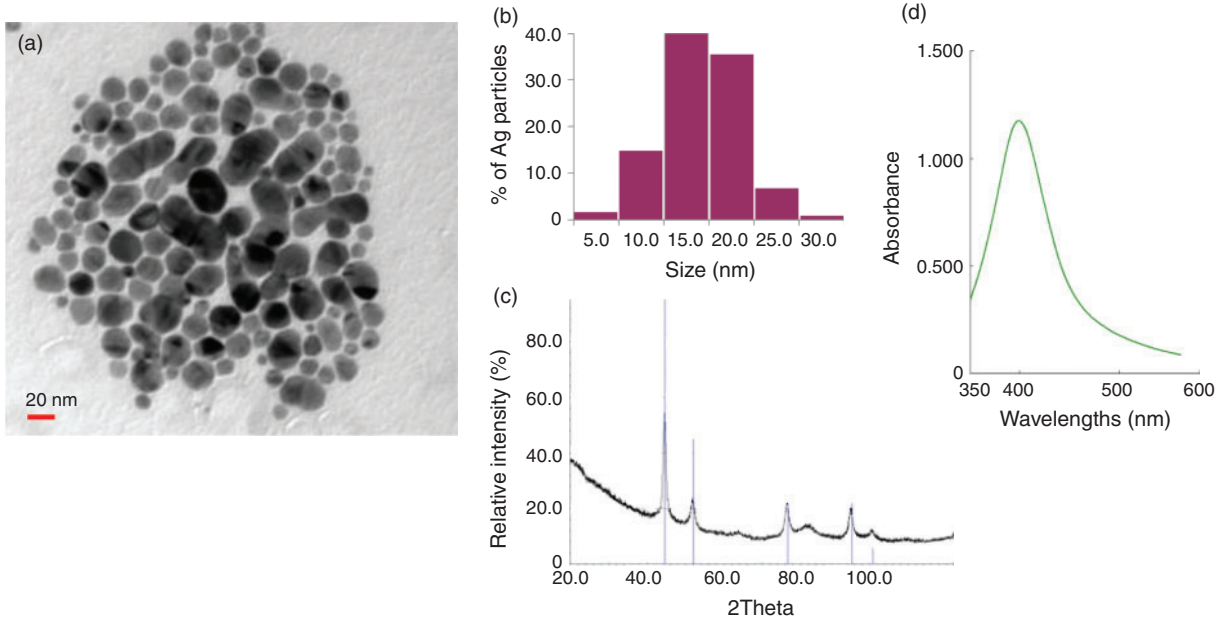 (a)
20 nm
(b)
% of Ag particles
40.0
30.0
20.0
10.0
0
5.0 10.0 15.0 20.0 25.0 30.0
Size (nm)
(c)
Relative intensity (%)
80.0
60.0
40.0
20.0
0
20.0 40.0 60.0 80.0 100.0
2Theta
(d)
Absorbance
1.500
1.000
0.500
0
350 400 500 600
Wavelengths (nm)